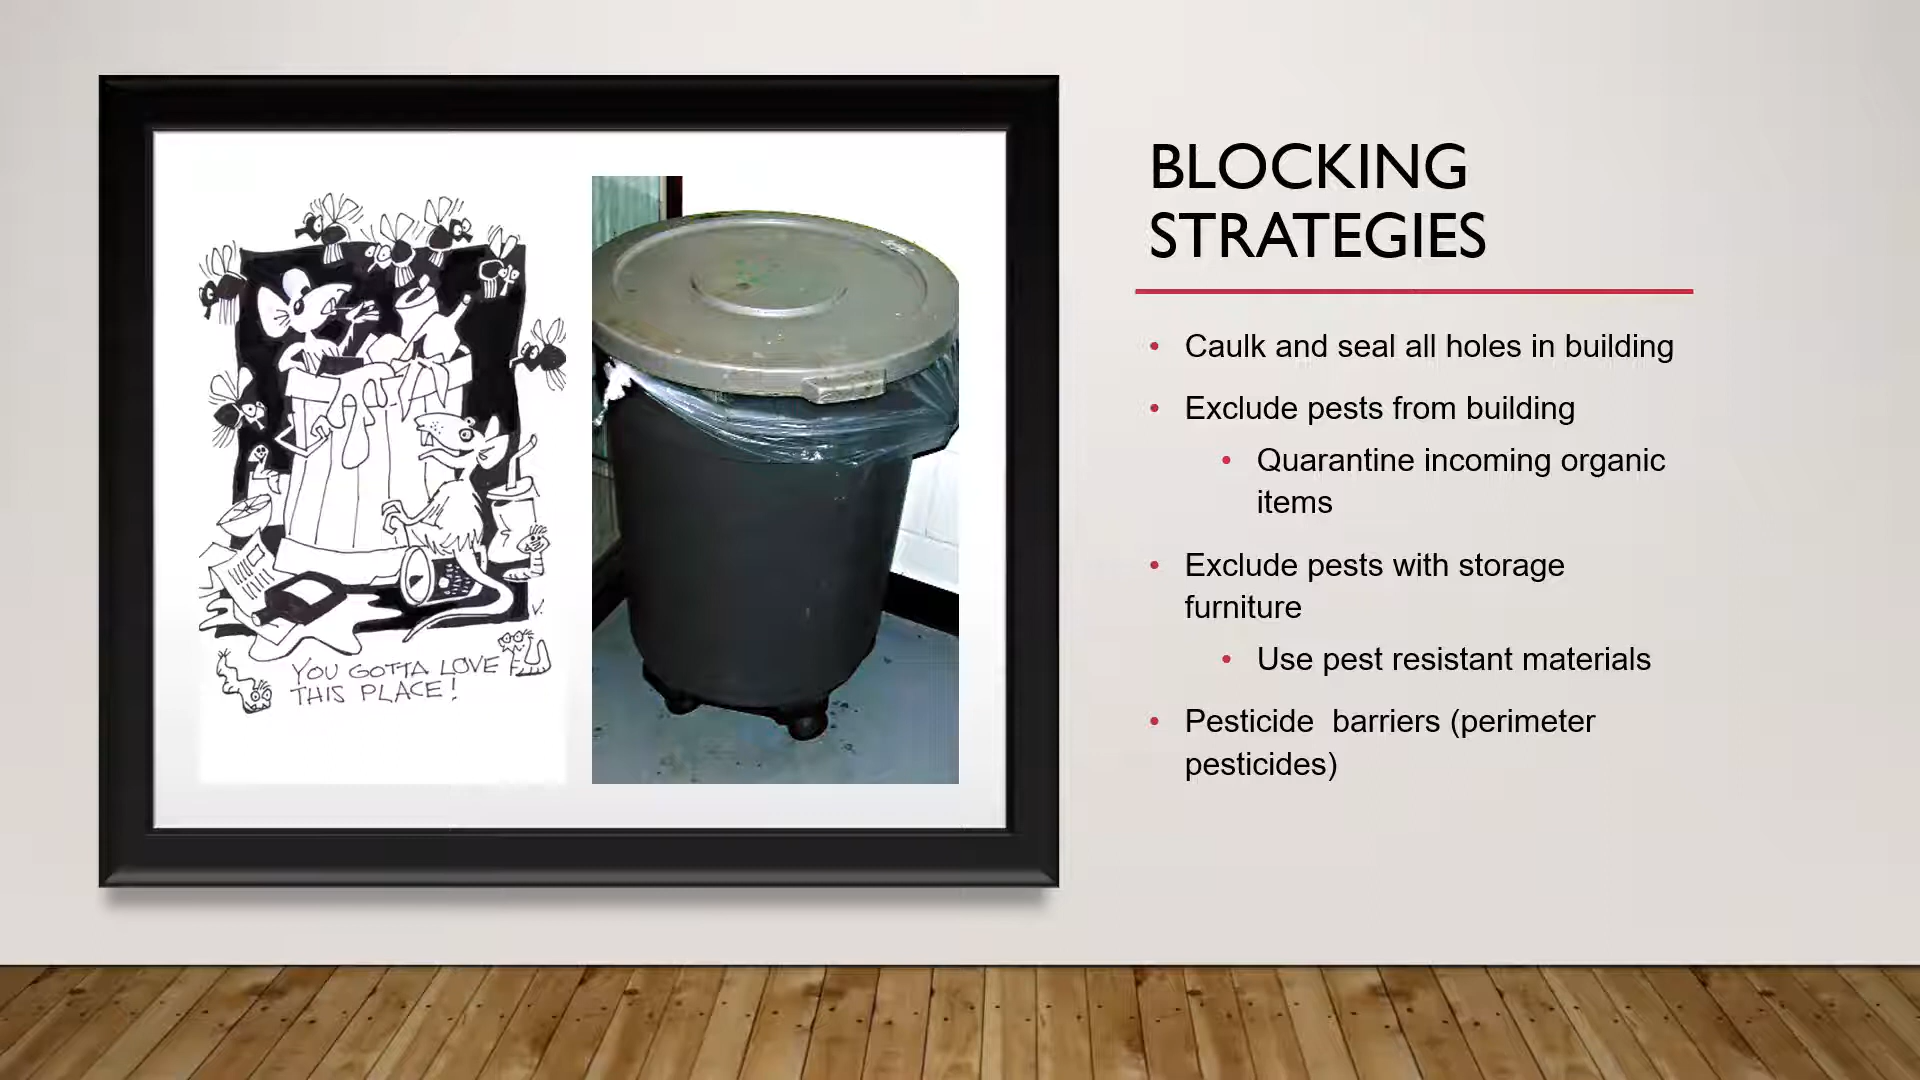 YOU GOTTA LOVE
THIS PLACE!
V.
BLOCKING
STRATEGIES
• Caulk and seal all holes in building
• Exclude pests from building
• Quarantine incoming organic
items
• Exclude pests with storage
furniture
• Use pest resistant materials
• Pesticide  barriers (perimeter
pesticides)